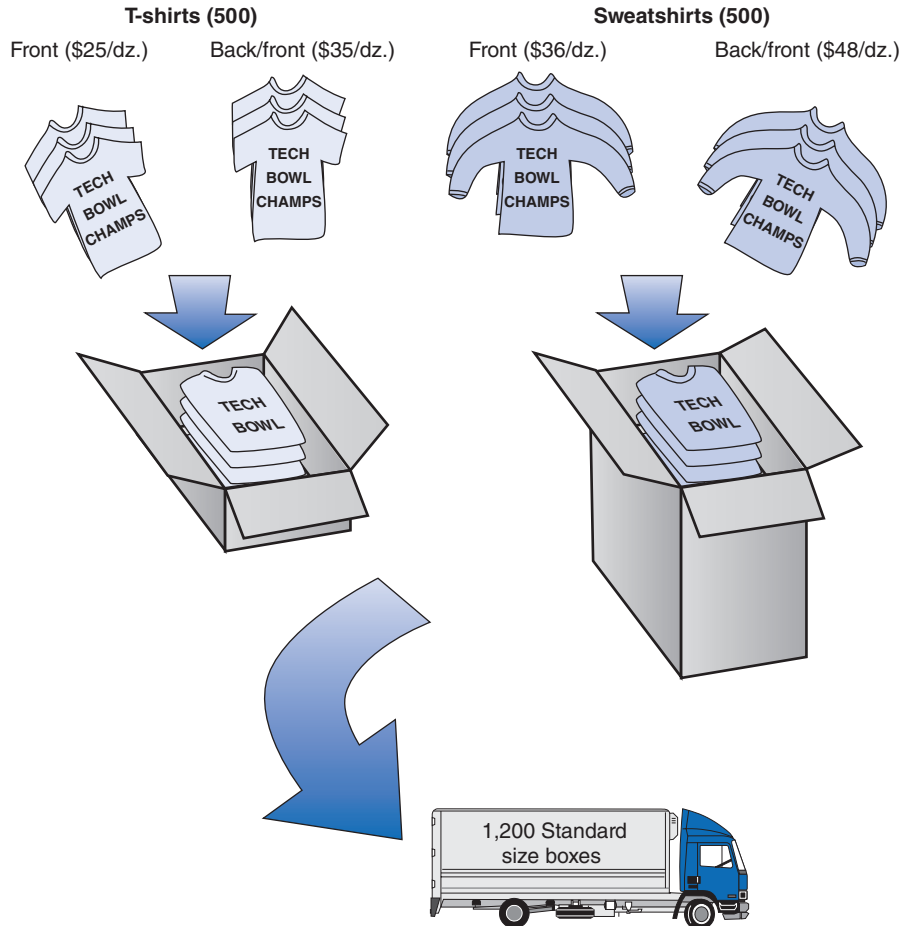 T-shirts (500)
Sweatshirts (500)
Front ($25/dz.)
Back/front ($35/dz.)
Front ($36/dz.)
Back/front ($48/dz.)
TECH
BOWL
CHAMPS
TECH
BOWL
CHAMPS
TECH
BOWL
CHAMPS
TECH
BOWL
CHAMPS
TECH
BOWL
TECH
BOWL
1,200 Standard
size boxes